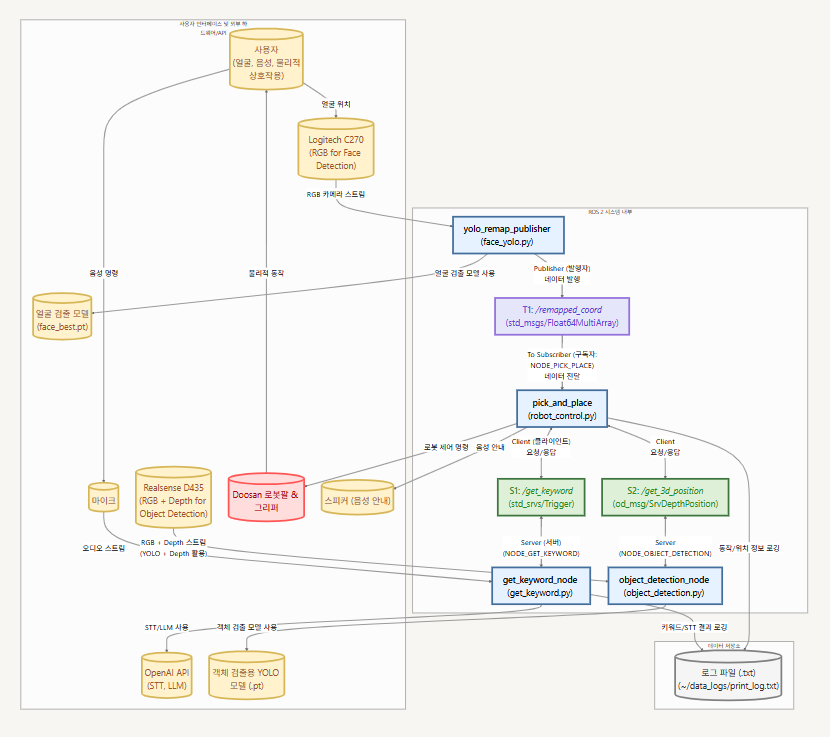 사용자 인터페이스 및 외부 하
드웨어/API
사용자
(얼굴, 음성, 물리적
상호작용)
얼굴 위치
Logitech C270
(RGB for Face
Detection)
RGB 카메라 스트림
ROS 2 시스템 내부
yolo_remap_publisher
(face_yolo.py)
음성 명령
물리적 동작
얼굴 검출 모델 사용
Publisher (발행자)
데이터 발행
얼굴 검출 모델
(face_best.pt)
T1: /remapped_coord
(std_msgs/Float64MultiArray)
To Subscriber (구독자:
NODE_PICK_PLACE)
데이터 전달
pick_and_place
(robot_control.py)
로봇 제어 명령
음성 안내
Client (클라이언트)
요청/응답
Client
요청/응답
마이크
Realsense D435
(RGB + Depth for
Object Detection)
Doosan 로봇팔 &
그리퍼
스피커 (음성 안내)
S1: /get_keyword
(std_srvs/Trigger)
S2: /get_3d_position
(od_msg/SrvDepthPosition)
오디오 스트림
RGB + Depth 스트림
(YOLO + Depth 활용)
Server (서버)
(NODE_GET_KEYWORD)
Server
(NODE_OBJECT_DETECTION)
동작/위치 정보 로깅
get_keyword_node
(get_keyword.py)
object_detection_node
(object_detection.py)
STT/LLM 사용
객체 검출 모델 사용
키워드/STT 결과 로깅
데이터 저장소
OpenAI API
(STT, LLM)
객체 검출용 YOLO
모델 (.pt)
로그 파일 (.txt)
(~/data_logs/print_log.txt)